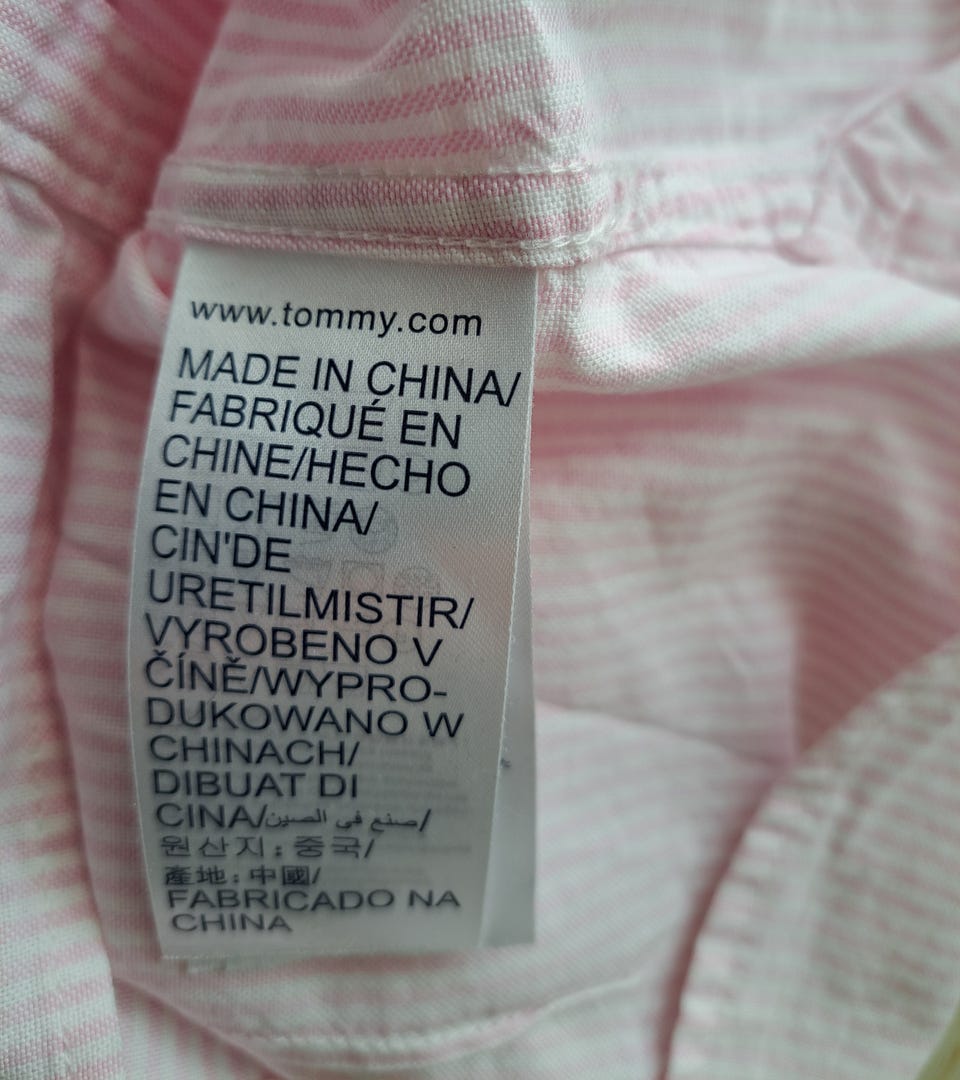 www.tommy.com
MADE IN CHINA/
FABRIQUÉ EN
CHINE/HECHO
EN CHINA/
CIN'DE
URETILMISTIR/
VYROBENO V
ČÍNĚ/WYPRO-
DUKOWANO W
CHINACH/
DIBUAT DI
CINA/صنع في الصين/
원산지:중국/
產地:中國/
FABRICADO NA
CHINA